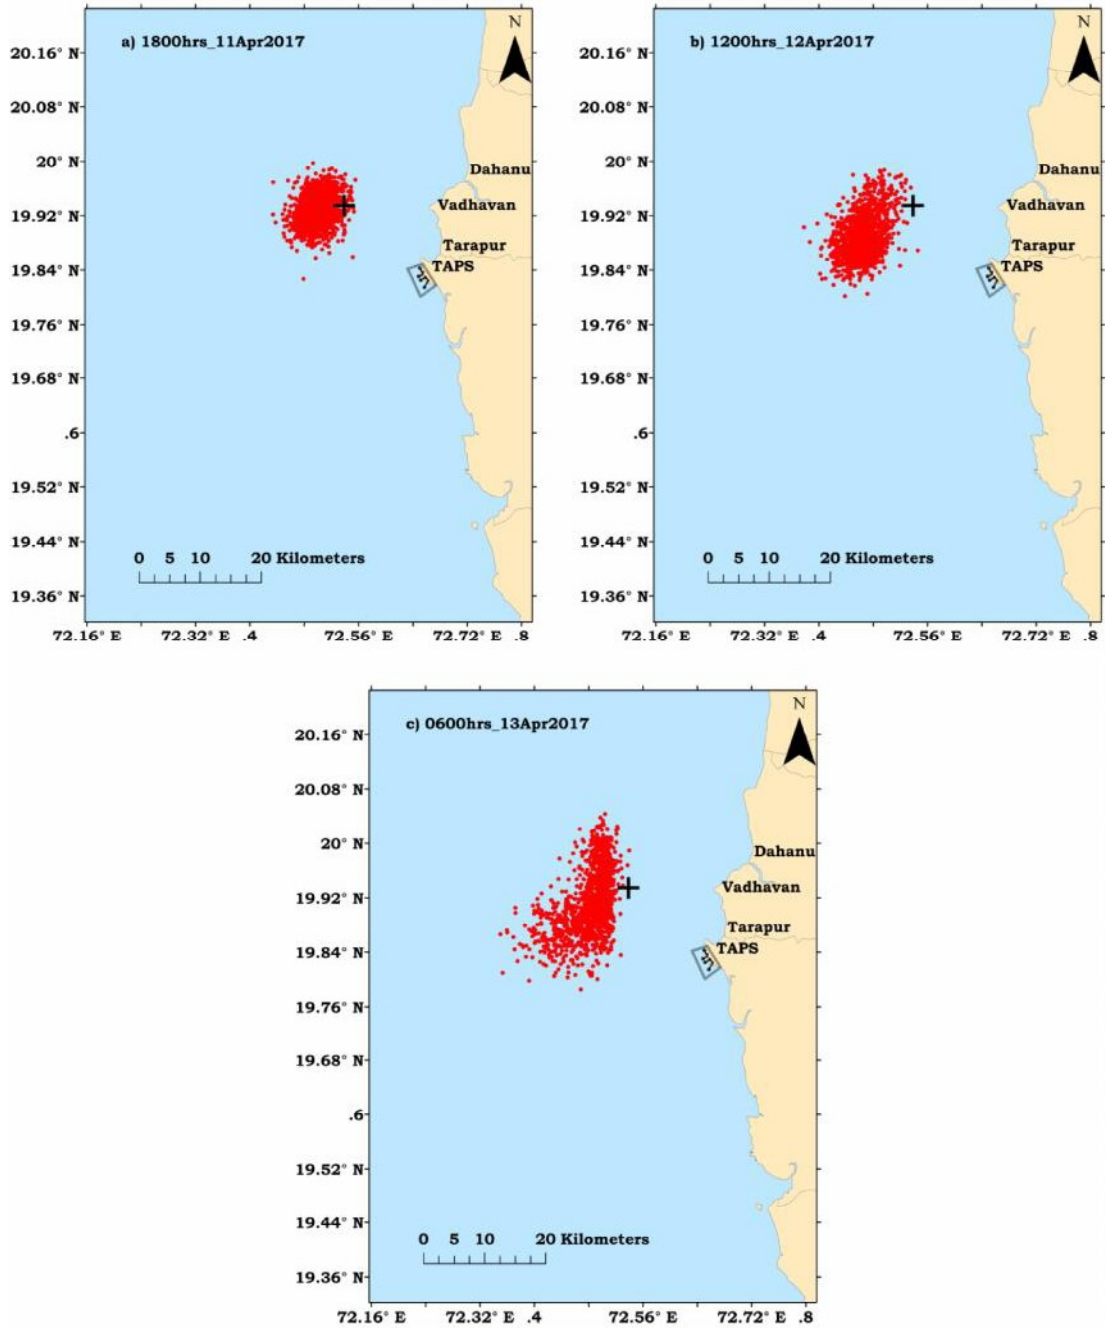 a) 1800hrs_11Apr2017
N
20.16° N
20.08° N
20° N
19.92° N
19.84° N
19.76° N
19.68° N
.6
19.52° N
19.44° N
19.36° N
Dahanu
Vadhavan
Tarapur
TAPS
0 5 10 20 Kilometers
72.16° E 72.32° E .4 72.56° E 72.72° E .8
b) 1200hrs_12Apr2017
N
20.16° N
20.08° N
20° N
19.92° N
19.84° N
19.76° N
19.68° N
.6
19.52° N
19.44° N
19.36° N
Dahanu
Vadhavan
Tarapur
TAPS
0 5 10 20 Kilometers
72.16° E 72.32° E .4 72.56° E 72.72° E .8
c) 0600hrs_13Apr2017
N
20.16° N
20.08° N
20° N
19.92° N
19.84° N
19.76° N
19.68° N
.6
19.52° N
19.44° N
19.36° N
Dahanu
Vadhavan
Tarapur
TAPS
0 5 10 20 Kilometers
72.16° E 72.32° E .4 72.56° E 72.72° E .8